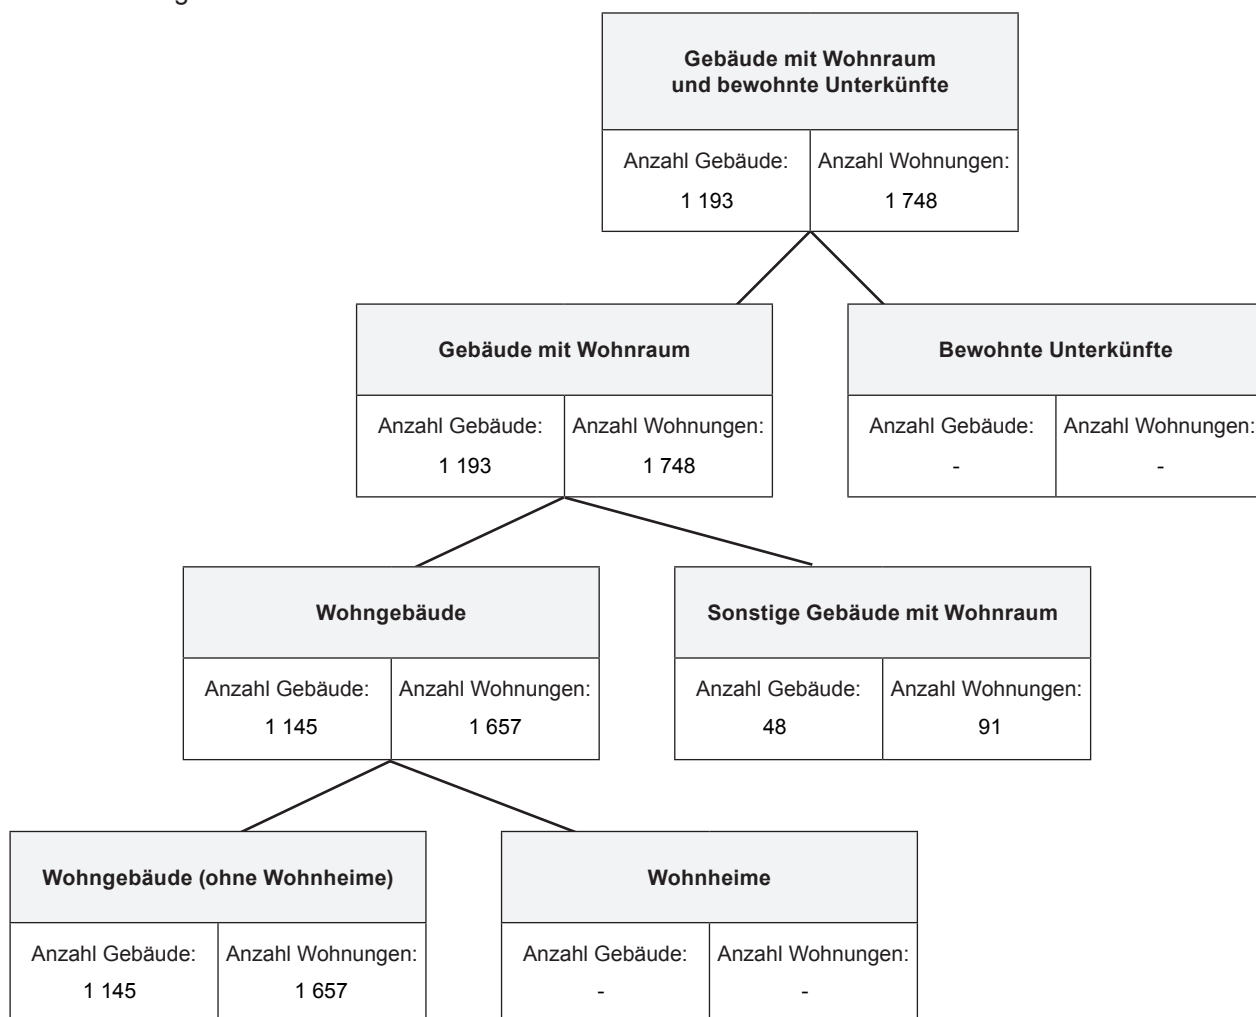 Gebäude mit Wohnraum
und bewohnte Unterkünfte
Anzahl Gebäude: Anzahl Wohnungen:
1 193 1 748
Gebäude mit Wohnraum Bewohnte Unterkünfte
Anzahl Gebäude: Anzahl Wohnungen: Anzahl Gebäude: Anzahl Wohnungen:
1 193 1 748 - -
Wohngebäude Sonstige Gebäude mit Wohnraum
Anzahl Gebäude: Anzahl Wohnungen: Anzahl Gebäude: Anzahl Wohnungen:
1 145 1 657 48 91
Wohngebäude (ohne Wohnheime) Wohnheime
Anzahl Gebäude: Anzahl Wohnungen: Anzahl Gebäude: Anzahl Wohnungen:
1 145 1 657 - -